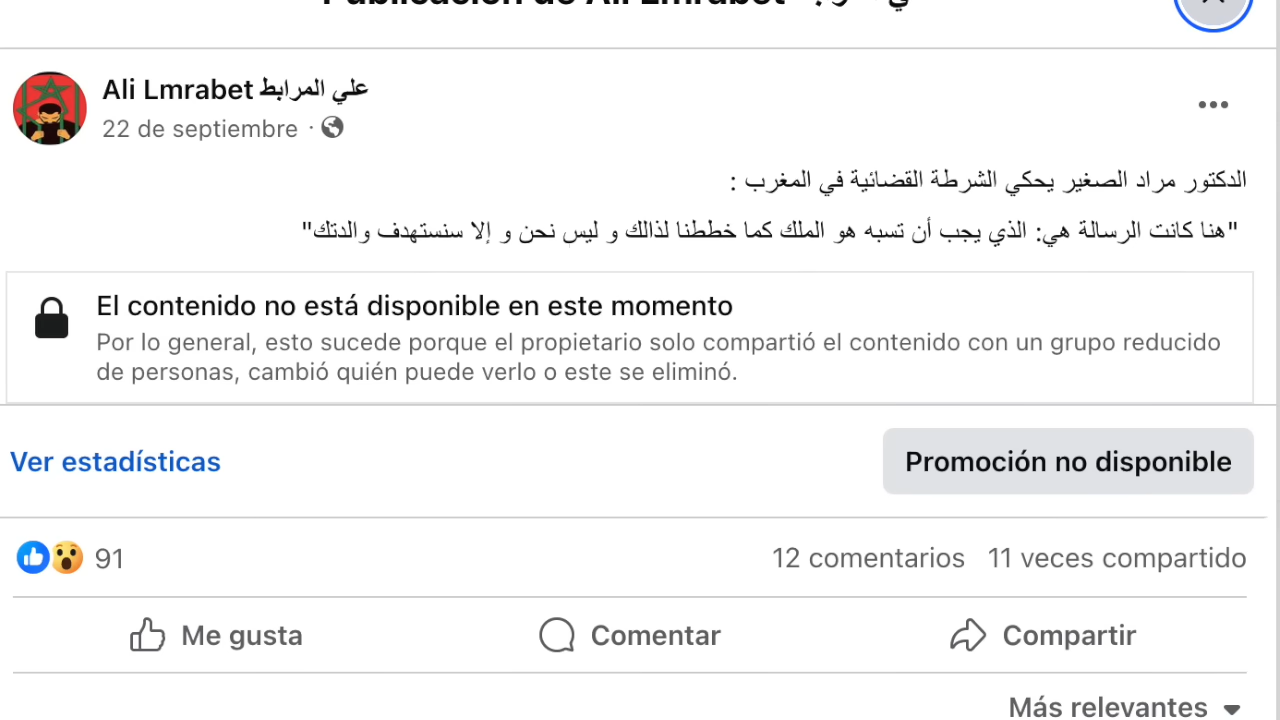 Publicación de Ali Lmrabet
Ali Lmrabet علي المرابط
22 de septiembre ·
الدكتور مراد الصغير يحكي الشرطة القضائية في المغرب :
"هنا كانت الرسالة هي: الذي يجب أن تسبه هو الملك كما خططنا لذالك و ليس نحن و إلا سنستهدف والدتك"
El contenido no está disponible en este momento
Por lo general, esto sucede porque el propietario solo compartió el contenido con un grupo reducido
de personas, cambió quién puede verlo o este se eliminó.
Ver estadísticas
Promoción no disponible
91
12 comentarios 11 veces compartido
Me gusta
Comentar
Compartir
Más relevantes